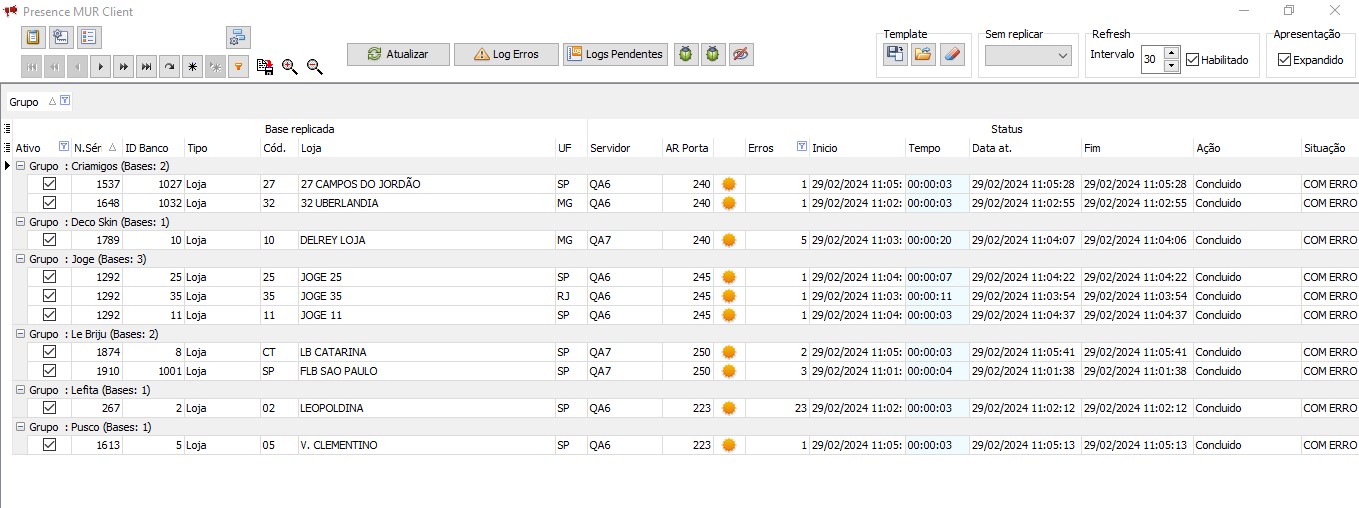 Presence MUR Client
Template Sem replicar Refresh Apresentação
Atualizar Log Erros Logs Pendentes Intervalo 30 Habilitado Expandido
Grupo
Base replicada Status
Ativo N.Séri ID Banco Tipo Cód. Loja UF Servidor AR Porta Erros Inicio Tempo Data at. Fim Ação Situação
Grupo : Criamigos (Bases: 2)
1537 1027 Loja 27 27 CAMPOS DO JORDÃO SP QA6 240 1 29/02/2024 11:05: 00:00:03 29/02/2024 11:05:28 29/02/2024 11:05:28 Concluido COM ERRO
1648 1032 Loja 32 32 UBERLANDIA MG QA6 240 1 29/02/2024 11:02: 00:00:03 29/02/2024 11:02:55 29/02/2024 11:02:55 Concluido COM ERRO
Grupo : Deco Skin (Bases: 1)
1789 10 Loja 10 DELREY LOJA MG QA7 240 5 29/02/2024 11:03: 00:00:20 29/02/2024 11:04:07 29/02/2024 11:04:06 Concluido COM ERRO
Grupo : Joge (Bases: 3)
1292 25 Loja 25 JOGE 25 SP QA6 245 1 29/02/2024 11:04: 00:00:07 29/02/2024 11:04:22 29/02/2024 11:04:22 Concluido COM ERRO
1292 35 Loja 35 JOGE 35 RJ QA6 245 1 29/02/2024 11:03: 00:00:11 29/02/2024 11:03:54 29/02/2024 11:03:54 Concluido COM ERRO
1292 11 Loja 11 JOGE 11 SP QA6 245 1 29/02/2024 11:04: 00:00:03 29/02/2024 11:04:37 29/02/2024 11:04:37 Concluido COM ERRO
Grupo : Le Briju (Bases: 2)
1874 8 Loja CT LB CATARINA SP QA7 250 2 29/02/2024 11:05: 00:00:03 29/02/2024 11:05:41 29/02/2024 11:05:41 Concluido COM ERRO
1910 1001 Loja SP FLB SAO PAULO SP QA7 250 3 29/02/2024 11:01: 00:00:04 29/02/2024 11:01:38 29/02/2024 11:01:38 Concluido COM ERRO
Grupo : Lefita (Bases: 1)
267 2 Loja 02 LEOPOLDINA SP QA6 223 23 29/02/2024 11:02: 00:00:03 29/02/2024 11:02:12 29/02/2024 11:02:12 Concluido COM ERRO
Grupo : Pusco (Bases: 1)
1613 5 Loja 05 V. CLEMENTINO SP QA6 223 1 29/02/2024 11:05: 00:00:03 29/02/2024 11:05:13 29/02/2024 11:05:13 Concluido COM ERRO